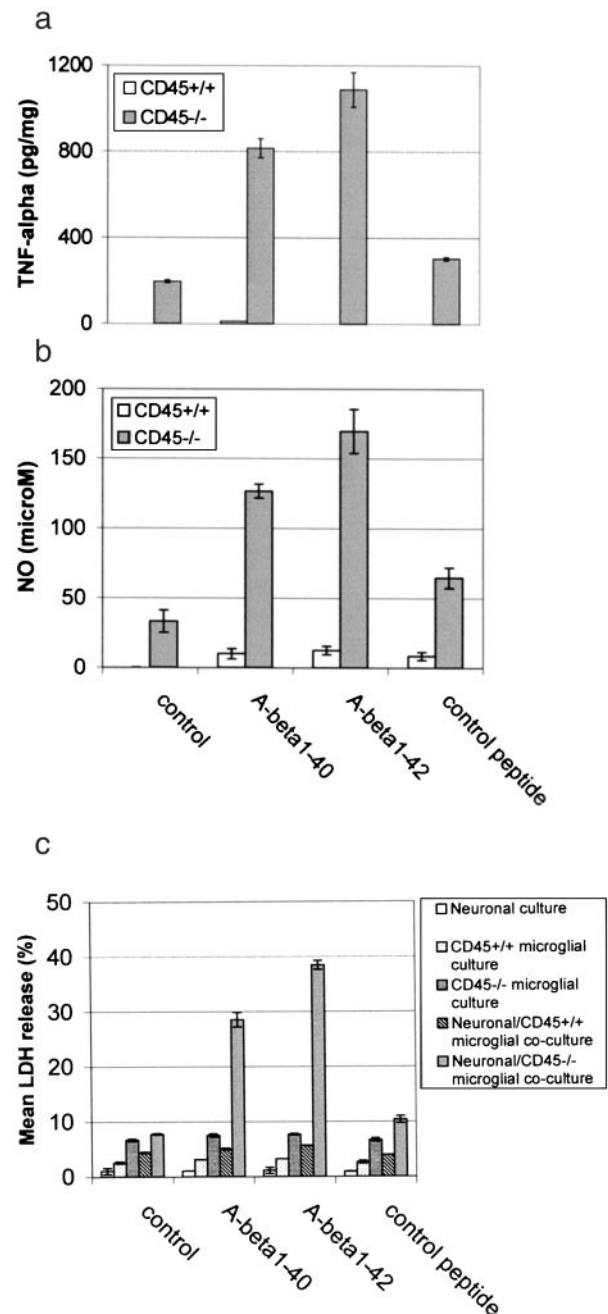 a
1200
800
400
0
TNF-alpha (pg/mg)
CD45+/+
CD45-/-
b
200
150
100
50
0
NO (microM)
CD45+/+
CD45-/-
control
A-beta1-40
A-beta1-42
control peptide
c
50
40
30
20
10
0
Mean LDH release (%)
Neuronal culture
CD45+/+ microglial
culture
CD45-/- microglial
culture
Neuronal/CD45+/+
microglial co-culture
Neuronal/CD45-/-
microglial co-culture
control
A-beta1-40
A-beta1-42
control peptide